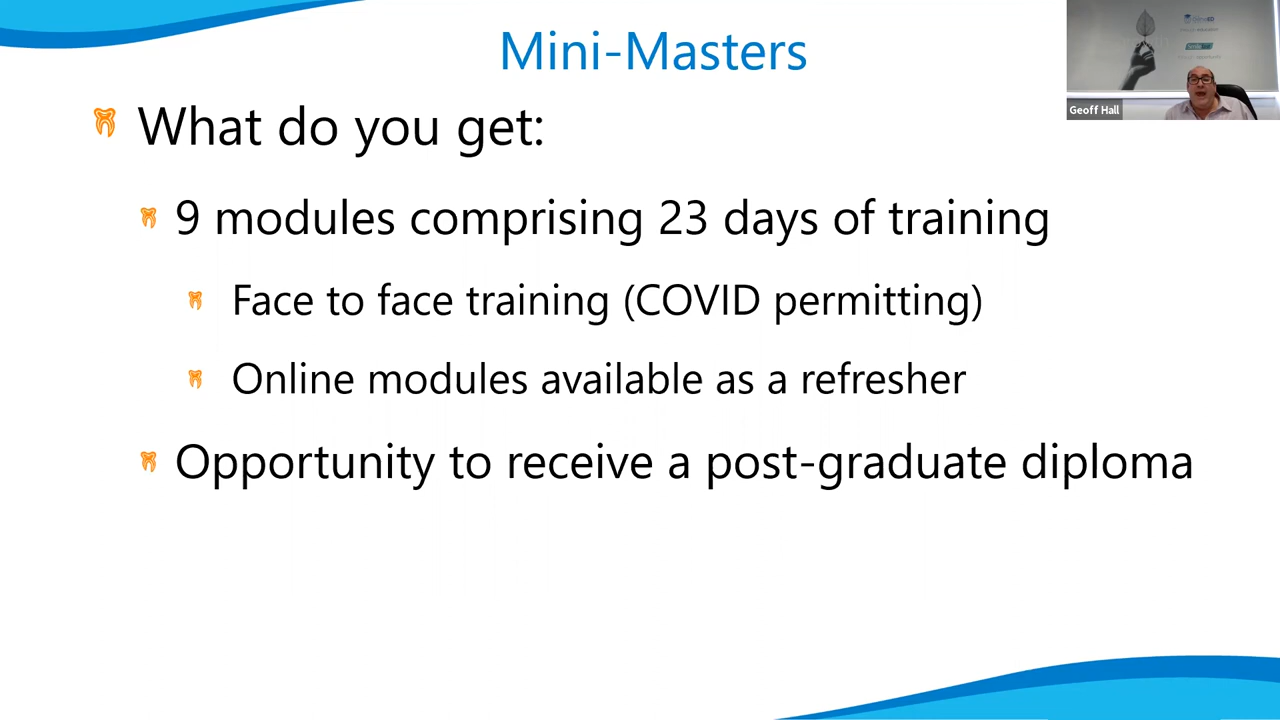 Mini-Masters
What do you get:
9 modules comprising 23 days of training
Face to face training (COVID permitting)
Online modules available as a refresher
Opportunity to receive a post-graduate diploma
Geoff Hall